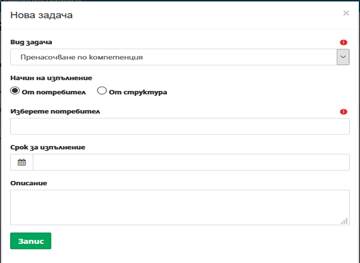 Нова задача
×
Вид задача
Пренасочване по компетенция
Начин на изпълнение
От потребител От структура
Изберете потребител
Срок за изпълнение
Описание
Запис